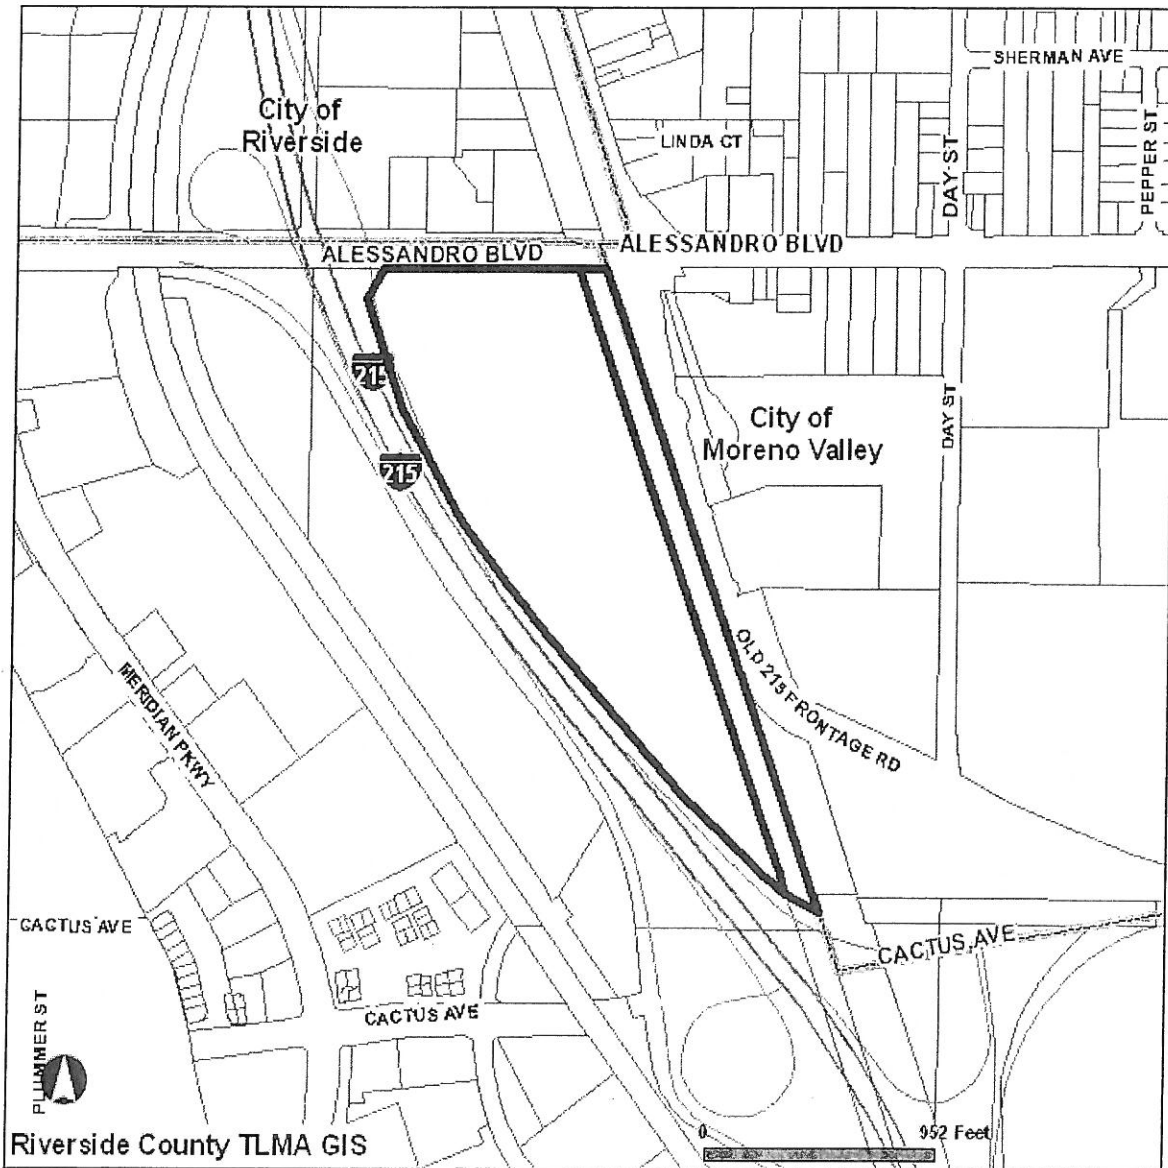 SHERMAN AVE
City of
Riverside
LINDA CT
DAY ST
PEPPER ST
ALESSANDRO BLVD
ALESSANDRO BLVD
215
215
City of
Moreno Valley
DAY ST
OLD 215 FRONTAGE RD
MERIDIAN PKWY
CACTUS AVE
CACTUS AVE
CACTUS AVE
PLUMMER ST
Riverside County TLMA GIS
0 952 Feet